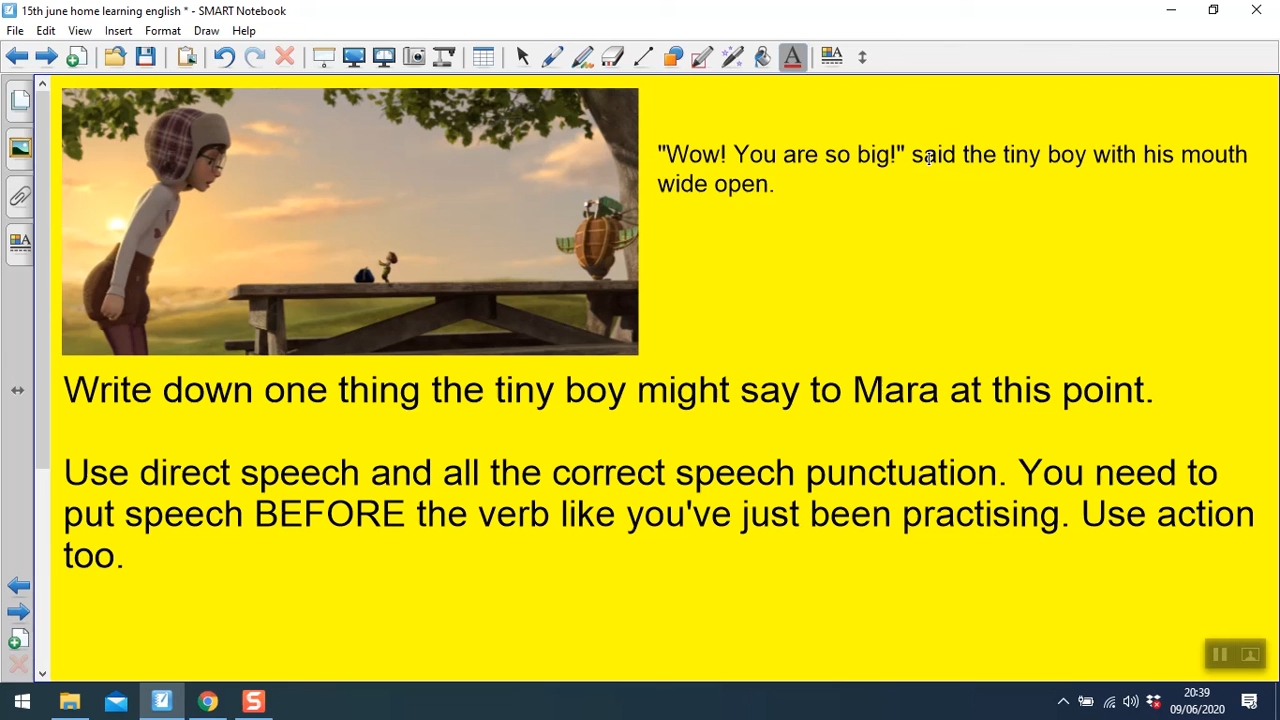 15th june home learning english * - SMART Notebook
File Edit View Insert Format Draw Help
"Wow! You are so big!" said the tiny boy with his mouth
wide open.
Write down one thing the tiny boy might say to Mara at this point.
Use direct speech and all the correct speech punctuation. You need to
put speech BEFORE the verb like you've just been practising. Use action
too.
20:39
09/06/2020